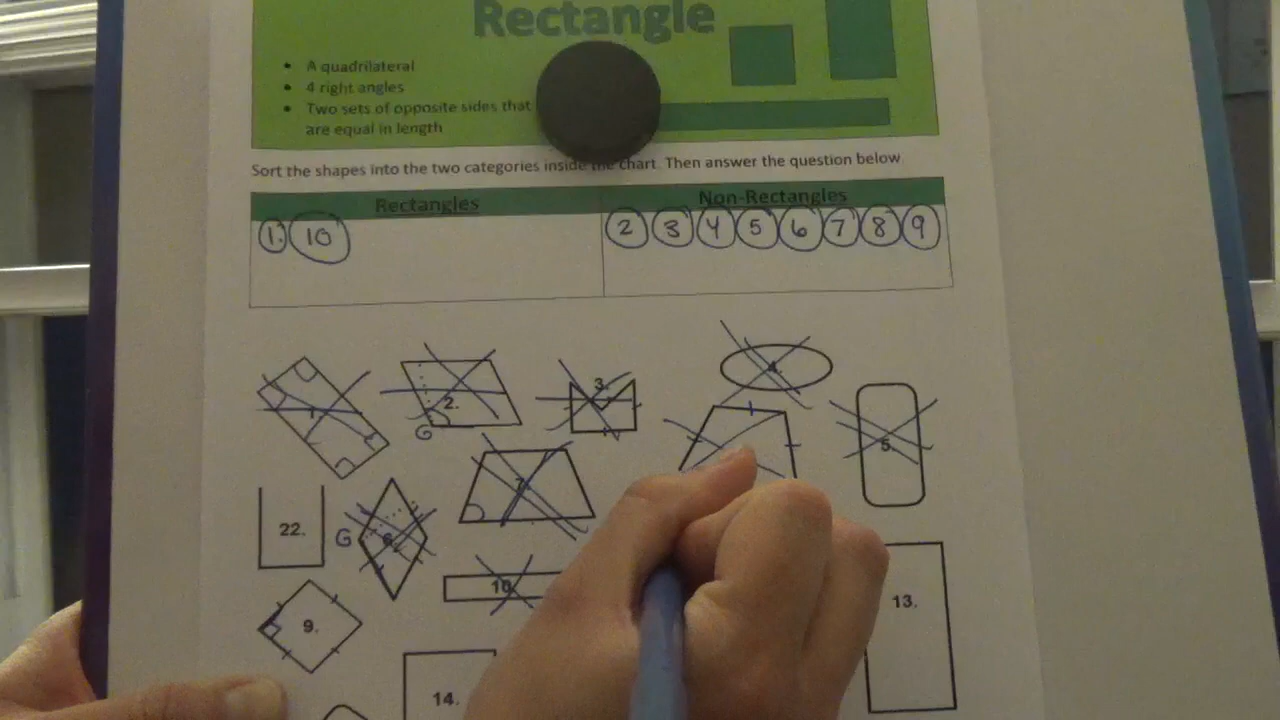 Rectangle
• A quadrilateral
• 4 right angles
• Two sets of opposite sides that
are equal in length
Sort the shapes into the two categories inside the chart. Then answer the question below
Rectangles Non-Rectangles
1. 10 2 3 4 5 6 7 8 9
1
2.
3.
4.
5
G
7.
22.
G 6.
10
9.
13.
14.